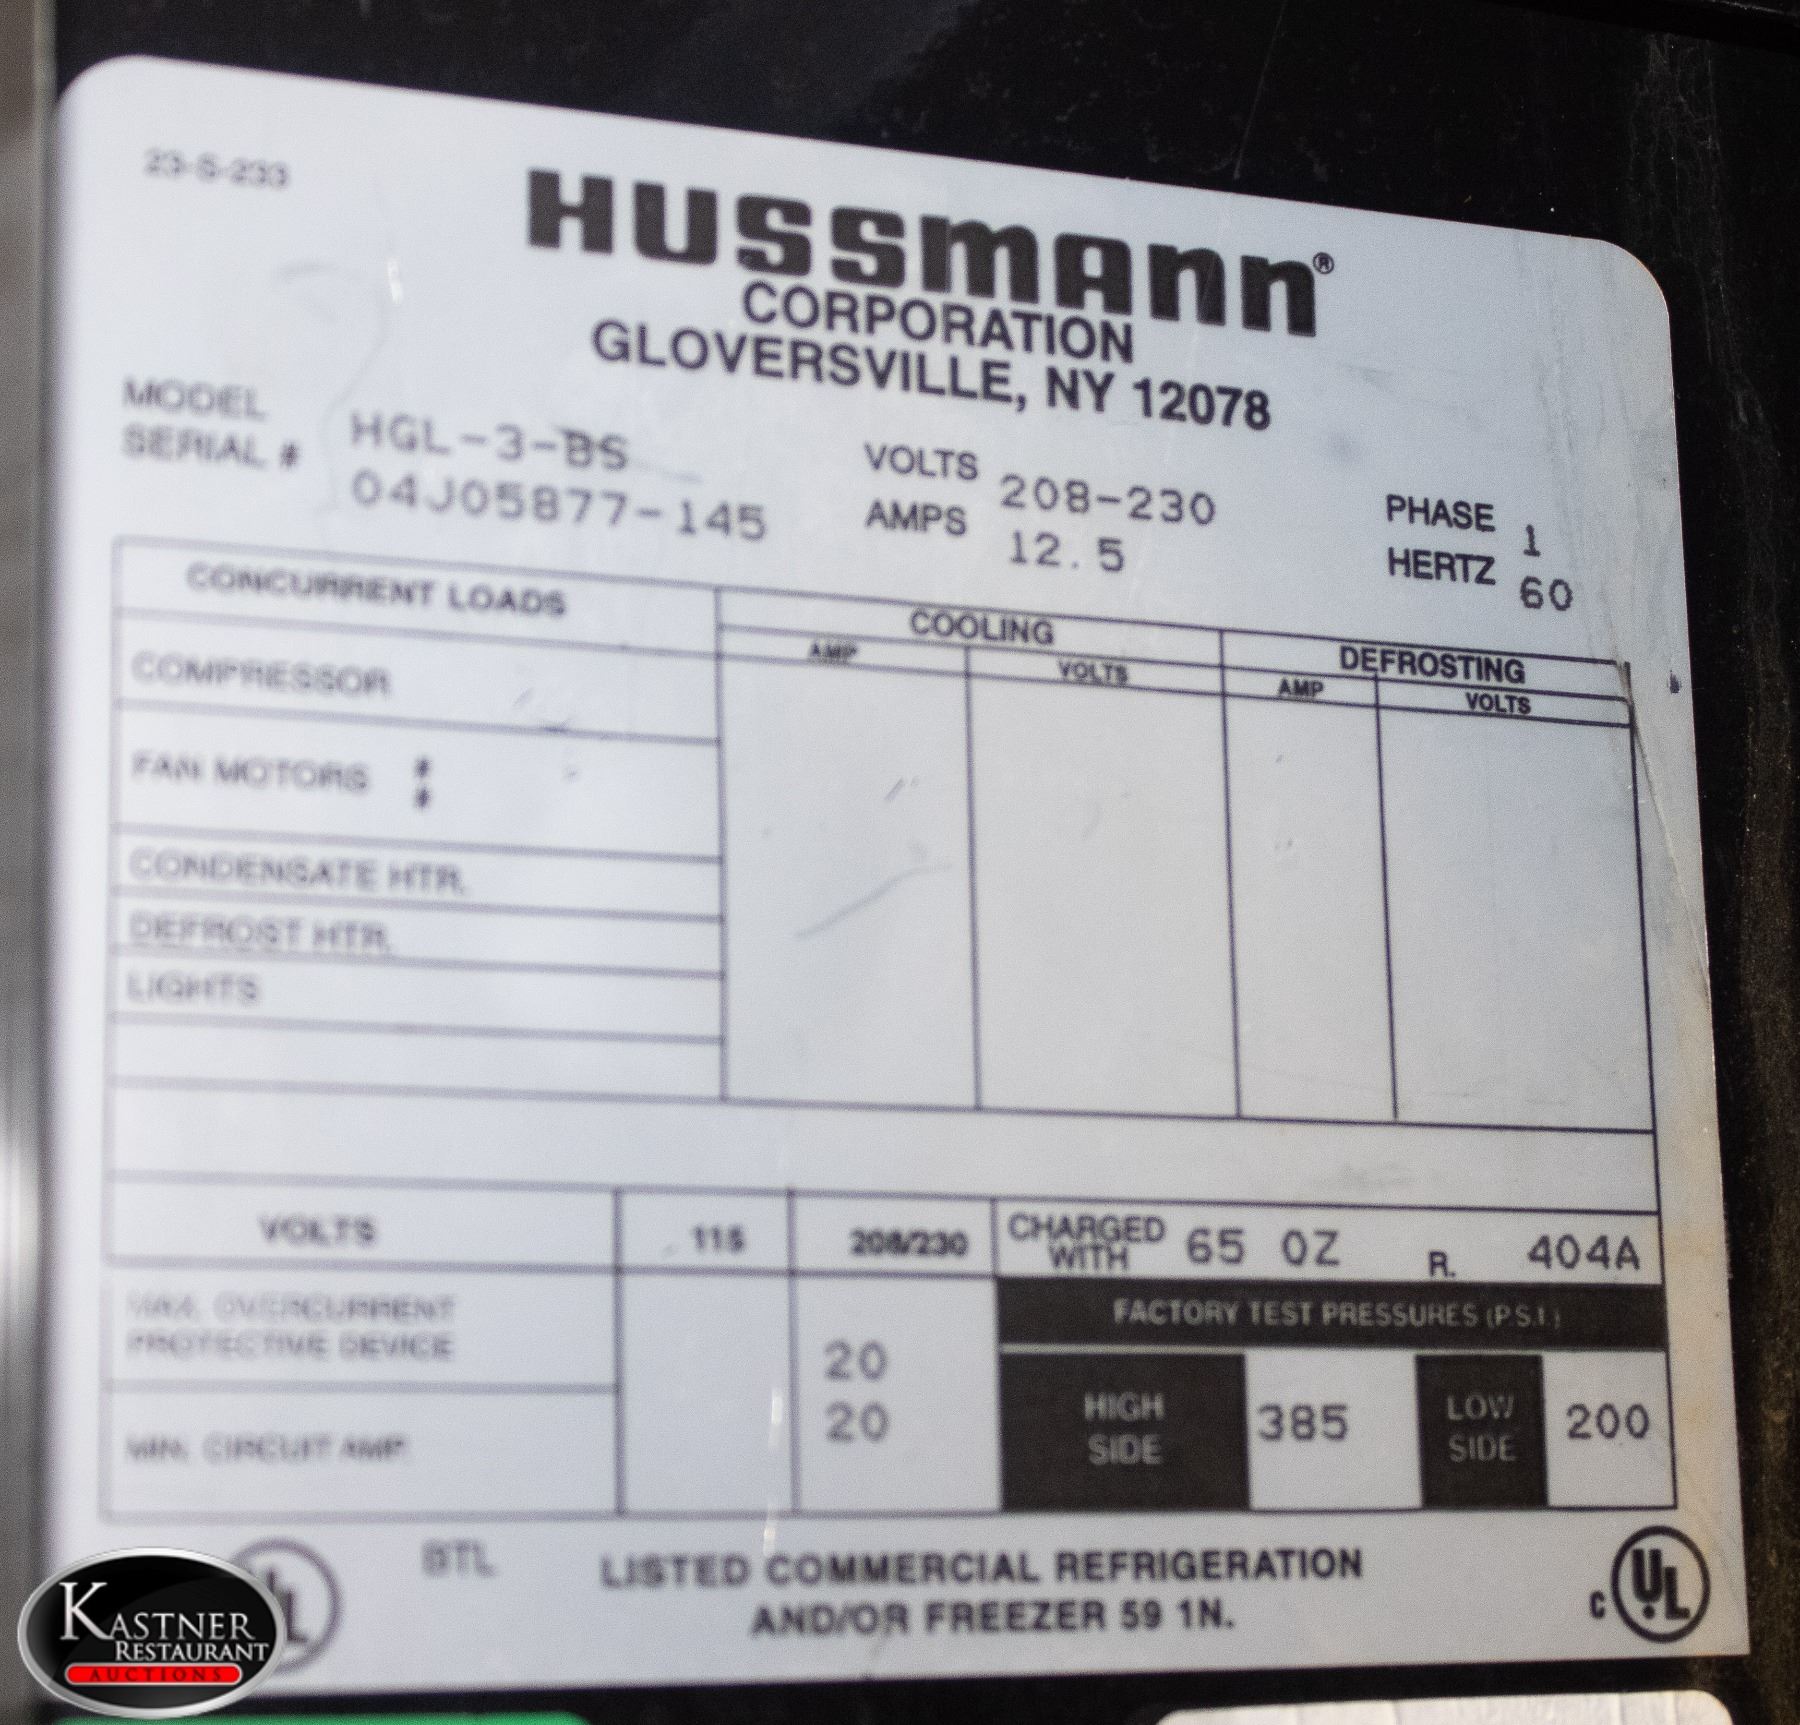 23-S-233
HUSSMANN®
CORPORATION
GLOVERSVILLE, NY 12078
MODEL HGL-3-BS
SERIAL # 04J05877-145
VOLTS 208-230
AMPS 12.5
PHASE 1
HERTZ 60
CONCURRENT LOADS
COOLING
DEFROSTING
AMP VOLTS AMP VOLTS
COMPRESSOR
FAN MOTORS #
#
CONDENSATE HTR.
DEFROST HTR.
LIGHTS
VOLTS 115 208/230
CHARGED
WITH 65 OZ R. 404A
MAX. OVERCURRENT
PROTECTIVE DEVICE 20
MIN. CIRCUIT AMP 20
FACTORY TEST PRESSURES (P.S.I.)
HIGH
SIDE 385
LOW
SIDE 200
UL
BTL
LISTED COMMERCIAL REFRIGERATION
AND/OR FREEZER 59 1N.
C UL
KASTNER
RESTAURANT
AUCTIONS